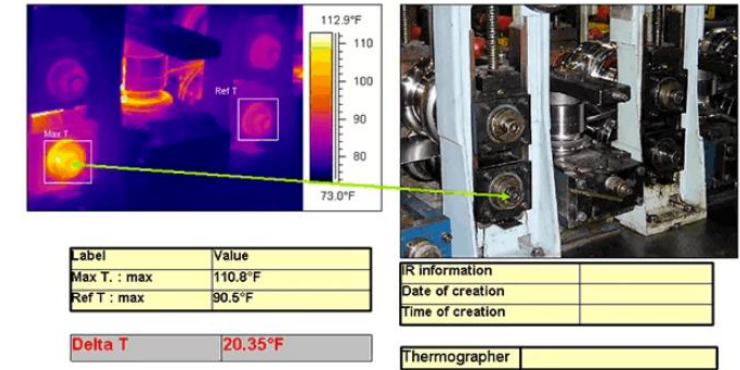 112.9°F
110
100
90
80
73.0°F
Ref T
Max T
Label Value
Max T. : max 110.8°F
Ref T : max 90.5°F
Delta T 20.35°F
IR information
Date of creation
Time of creation
Thermographer